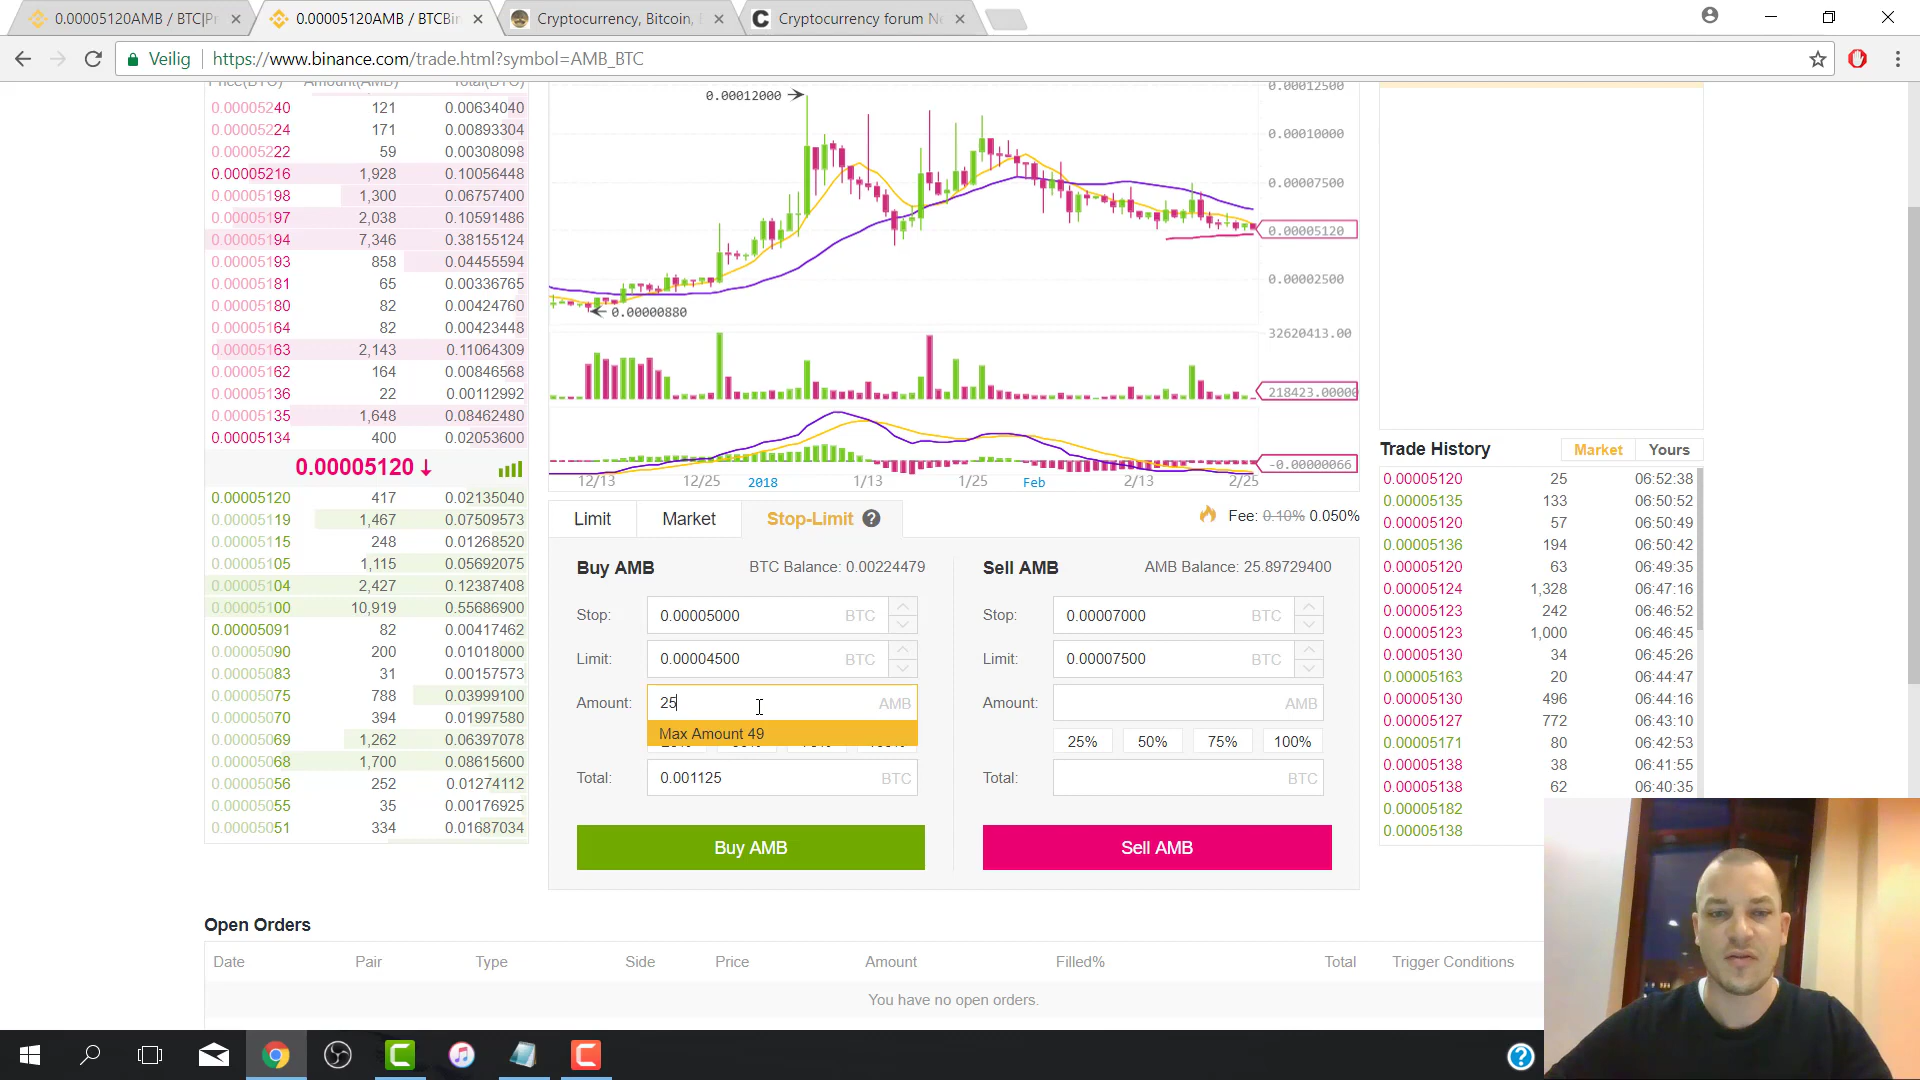 0.00005120AMB / BTC|Pr
0.00005120AMB / BTCBin
Cryptocurrency, Bitcoin,
Cryptocurrency forum Ne
Veilig
https://www.binance.com/trade.html?symbol=AMB_BTC
Price(BTC) Amount(AMB) Total(BTC)
0.00005240 121 0.00634040
0.00005224 171 0.00893304
0.00005222 59 0.00308098
0.00005216 1,928 0.10056448
0.00005198 1,300 0.06757400
0.00005197 2,038 0.10591486
0.00005194 7,346 0.38155124
0.00005193 858 0.04455594
0.00005181 65 0.00336765
0.00005180 82 0.00424760
0.00005164 82 0.00423448
0.00005163 2,143 0.11064309
0.00005162 164 0.00846568
0.00005136 22 0.00112992
0.00005135 1,648 0.08462480
0.00005134 400 0.02053600
0.00005120
0.00005120 417 0.02135040
0.00005119 1,467 0.07509573
0.00005115 248 0.01268520
0.00005105 1,115 0.05692075
0.00005104 2,427 0.12387408
0.00005100 10,919 0.55686900
0.00005091 82 0.00417462
0.00005090 200 0.01018000
0.00005083 31 0.00157573
0.00005075 788 0.03999100
0.00005070 394 0.01997580
0.00005069 1,262 0.06397078
0.00005068 1,700 0.08615600
0.00005056 252 0.01274112
0.00005055 35 0.00176925
0.00005051 334 0.01687034
0.00012000
0.00000880
0.00012500
0.00010000
0.00007500
0.00005120
0.00002500
32620413.00
218423.00000
-0.00000066
12/13 12/25 2018 1/13 1/25 Feb 2/13 2/25
Limit Market Stop-Limit ?
Fee: 0.10% 0.050%
Buy AMB BTC Balance: 0.00224479
Stop: 0.00005000 BTC
Limit: 0.00004500 BTC
Amount: 25 AMB
Max Amount 49
Total: 0.001125 BTC
Buy AMB
Sell AMB AMB Balance: 25.89729400
Stop: 0.00007000 BTC
Limit: 0.00007500 BTC
Amount: AMB
25% 50% 75% 100%
Total: BTC
Sell AMB
Trade History Market Yours
0.00005120 25 06:52:38
0.00005135 133 06:50:52
0.00005120 57 06:50:49
0.00005136 194 06:50:42
0.00005120 63 06:49:35
0.00005124 1,328 06:47:16
0.00005123 242 06:46:52
0.00005123 1,000 06:46:45
0.00005130 34 06:45:26
0.00005163 20 06:44:47
0.00005130 496 06:44:16
0.00005127 772 06:43:10
0.00005171 80 06:42:53
0.00005138 38 06:41:55
0.00005138 62 06:40:35
0.00005182
0.00005138
Open Orders
Date Pair Type Side Price Amount Filled% Total Trigger Conditions
You have no open orders.